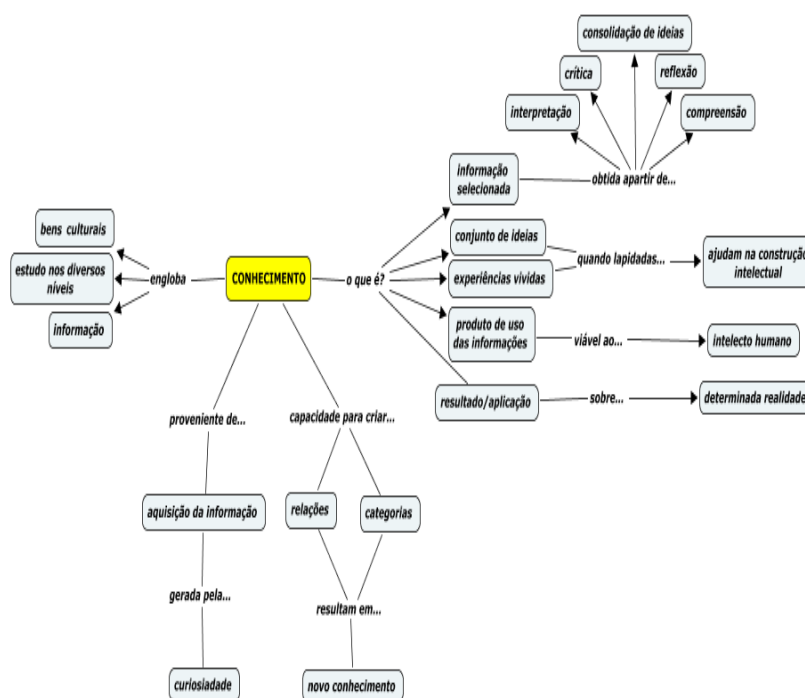 consolidação de ideias
crítica
reflexão
interpretação
compreensão
informação
selecionada
obtida apartir de...
bens culturais
estudo nos diversos
níveis
informação
engloba
CONHECIMENTO
o que é?
conjunto de ideias
experiências vividas
quando lapidadas...
ajudam na construção
intelectual
produto de uso
das informações
viável ao...
intelecto humano
resultado/aplicação
sobre...
determinada realidade
proveniente de...
capacidade para criar...
aquisição da informação
relações
categorias
gerada pela...
resultam em...
curiosiadade
novo conhecimento